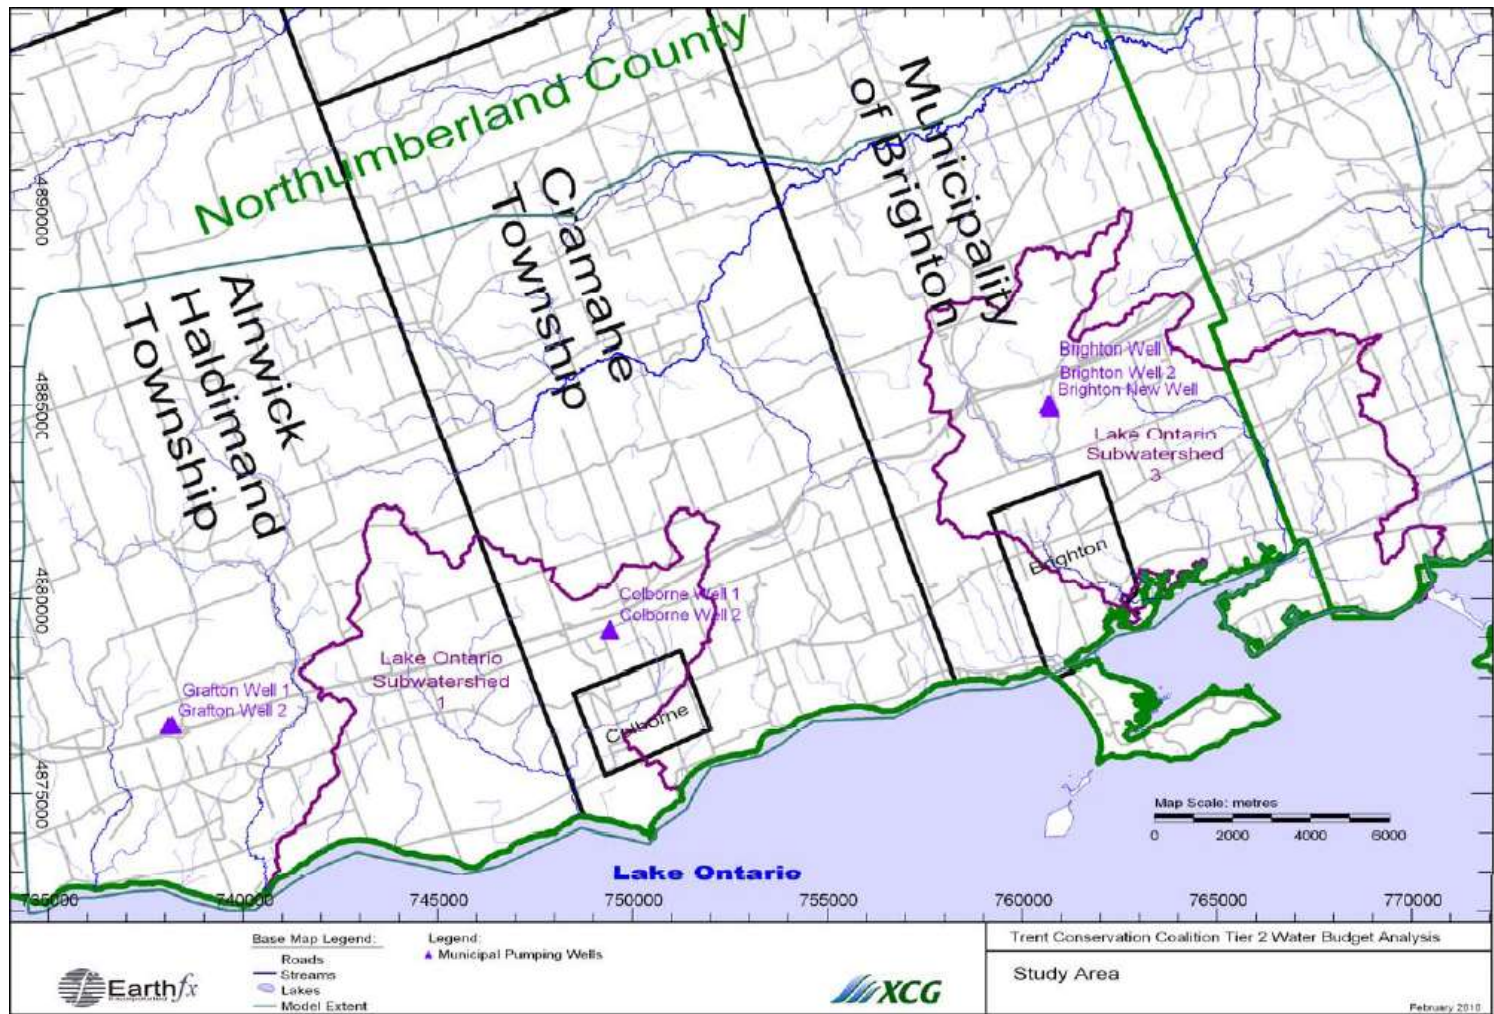 Northumberland County
Municipality
of Brighton
Cramahe
Township
Alnwick
Haldimand
Township
4890000
485000
4880000
4875000
Brighton Well 1
Brighton Well 2
Brighton New Well
Lake Ontario
Subwatershed
3
Brighton
Colborne Well 1
Colborne Well 2
Lake Ontario
Subwatershed
1
Grafton Well 1
Grafton Well 2
Colborne
Map Scale: metres
0 2000 4000 6000
Lake Ontario
735000 740000 745000 750000 755000 760000 765000 770000
Base Map Legend:
Roads
Streams
Lakes
Model Extent
Legend:
Municipal Pumping Wells
Earthfx
Incorporated
XCG
Trent Conservation Coalition Tier 2 Water Budget Analysis
Study Area
February 2010